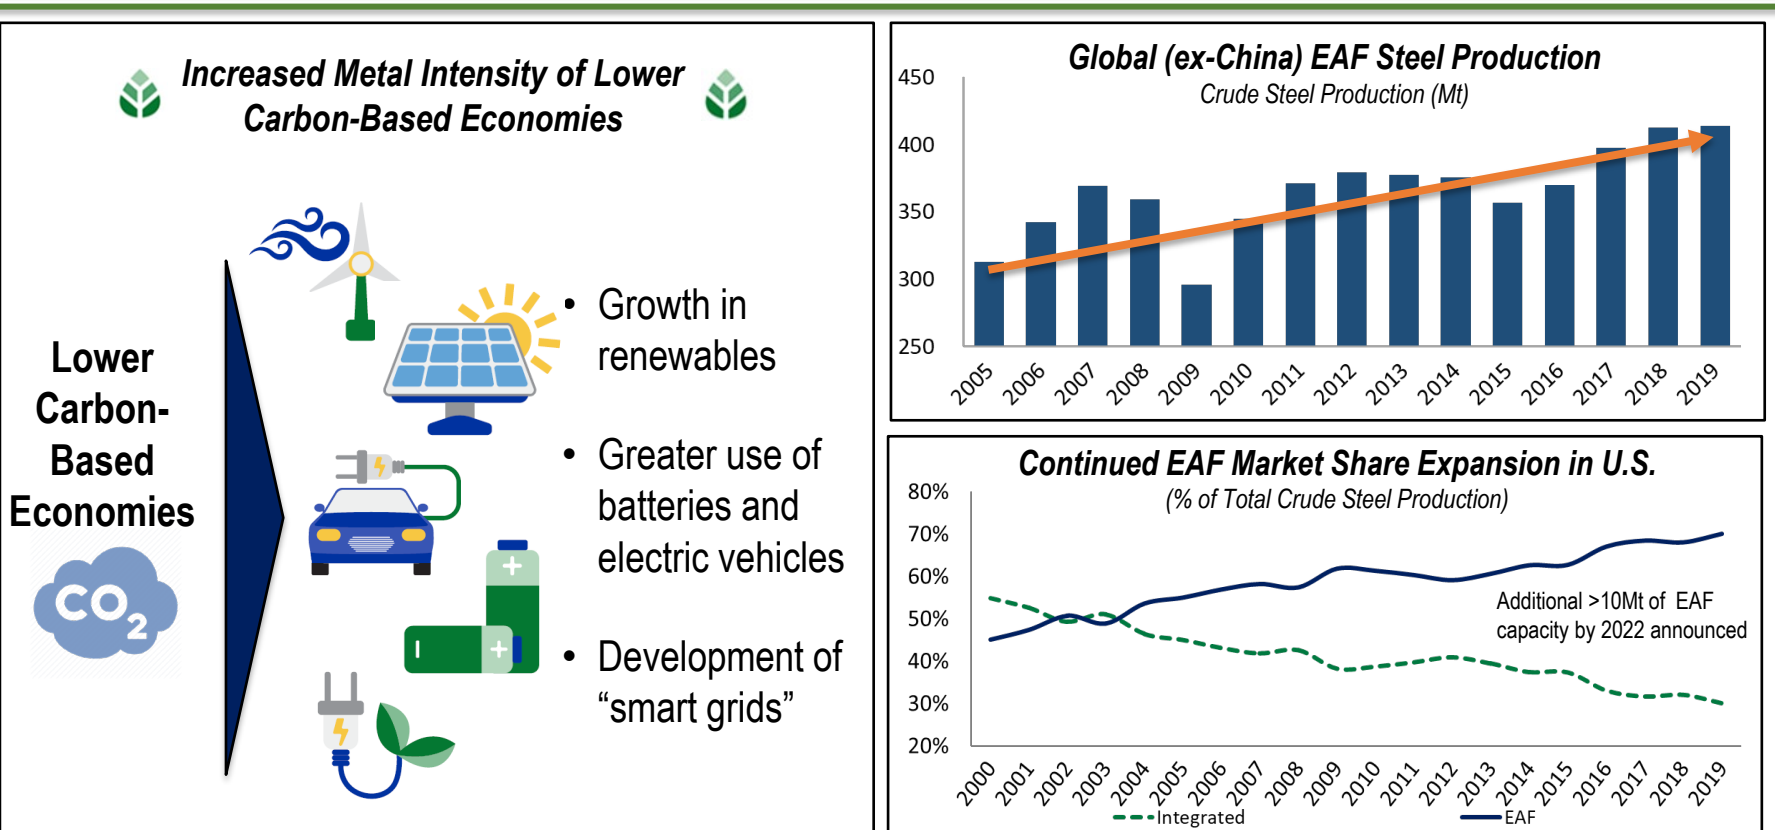 Increased Metal Intensity of Lower
Carbon-Based Economies
Lower
Carbon-
Based
Economies
CO2
• Growth in
renewables
• Greater use of
batteries and
electric vehicles
• Development of
“smart grids”
Global (ex-China) EAF Steel Production
Crude Steel Production (Mt)
450
400
350
300
250
2005 2006 2007 2008 2009 2010 2011 2012 2013 2014 2015 2016 2017 2018 2019
Continued EAF Market Share Expansion in U.S.
(% of Total Crude Steel Production)
80%
70%
60%
50%
40%
30%
20%
Additional >10Mt of EAF
capacity by 2022 announced
2000 2001 2002 2003 2004 2005 2006 2007 2008 2009 2010 2011 2012 2013 2014 2015 2016 2017 2018 2019
Integrated EAF